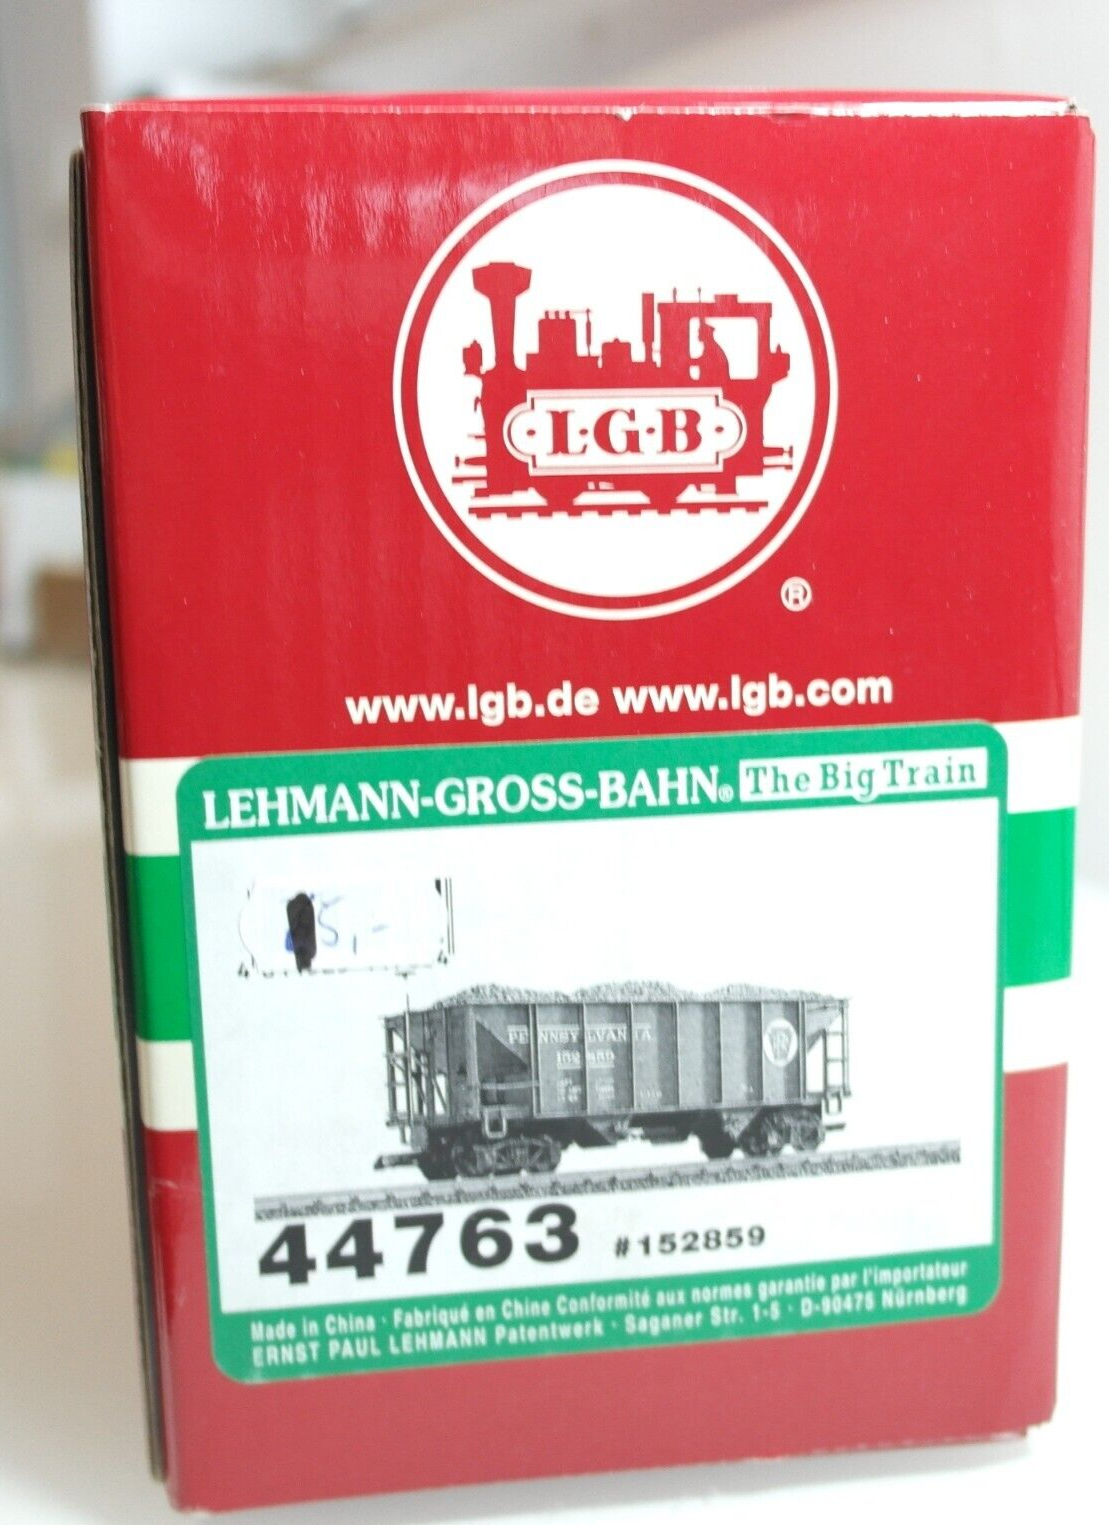 L·G·B
®
www.lgb.de www.lgb.com
LEHMANN-GROSS-BAHN® The Big Train
5,-
PENNSYLVANIA
44763 #152859
Made in China · Fabriqué en Chine Conformité aux normes garantie par l'importateur
ERNST PAUL LEHMANN Patentwerk · Saganer Str. 1-5 · D-90475 Nürnberg